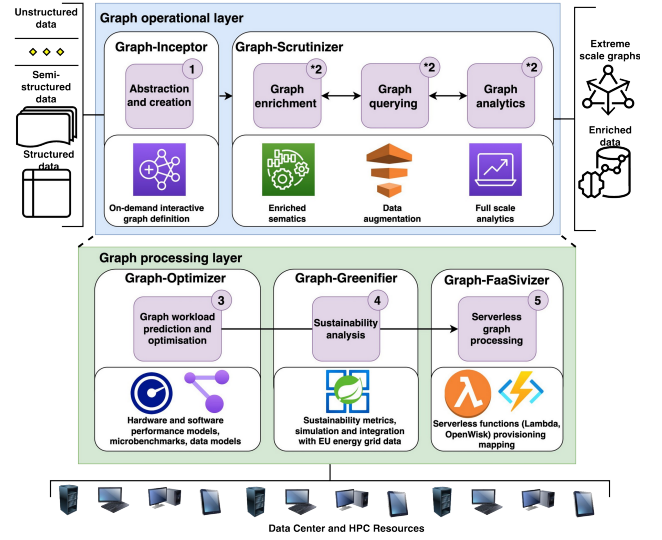 Unstructured
data
Semi-
structured
data
Structured
data
Graph operational layer
Graph-Inceptor
1
Abstraction
and creation
On-demand interactive
graph definition
Graph-Scrutinizer
*2
Graph
enrichment
*2
Graph
querying
*2
Graph
analytics
Enriched
sematics
Data
augmentation
Full scale
analytics
Extreme
scale graphs
Enriched
data
Graph processing layer
Graph-Optimizer
3
Graph workload
prediction and
optimisation
Hardware and software
performance models,
microbenchmarks, data models
Graph-Greenifier
4
Sustainability
analysis
Sustainability metrics,
simulation and integration
with EU energy grid data
Graph-FaaSivizer
5
Serverless
graph
processing
λ
Serverless functions (Lambda,
OpenWisk) provisioning
mapping
Data Center and HPC Resources